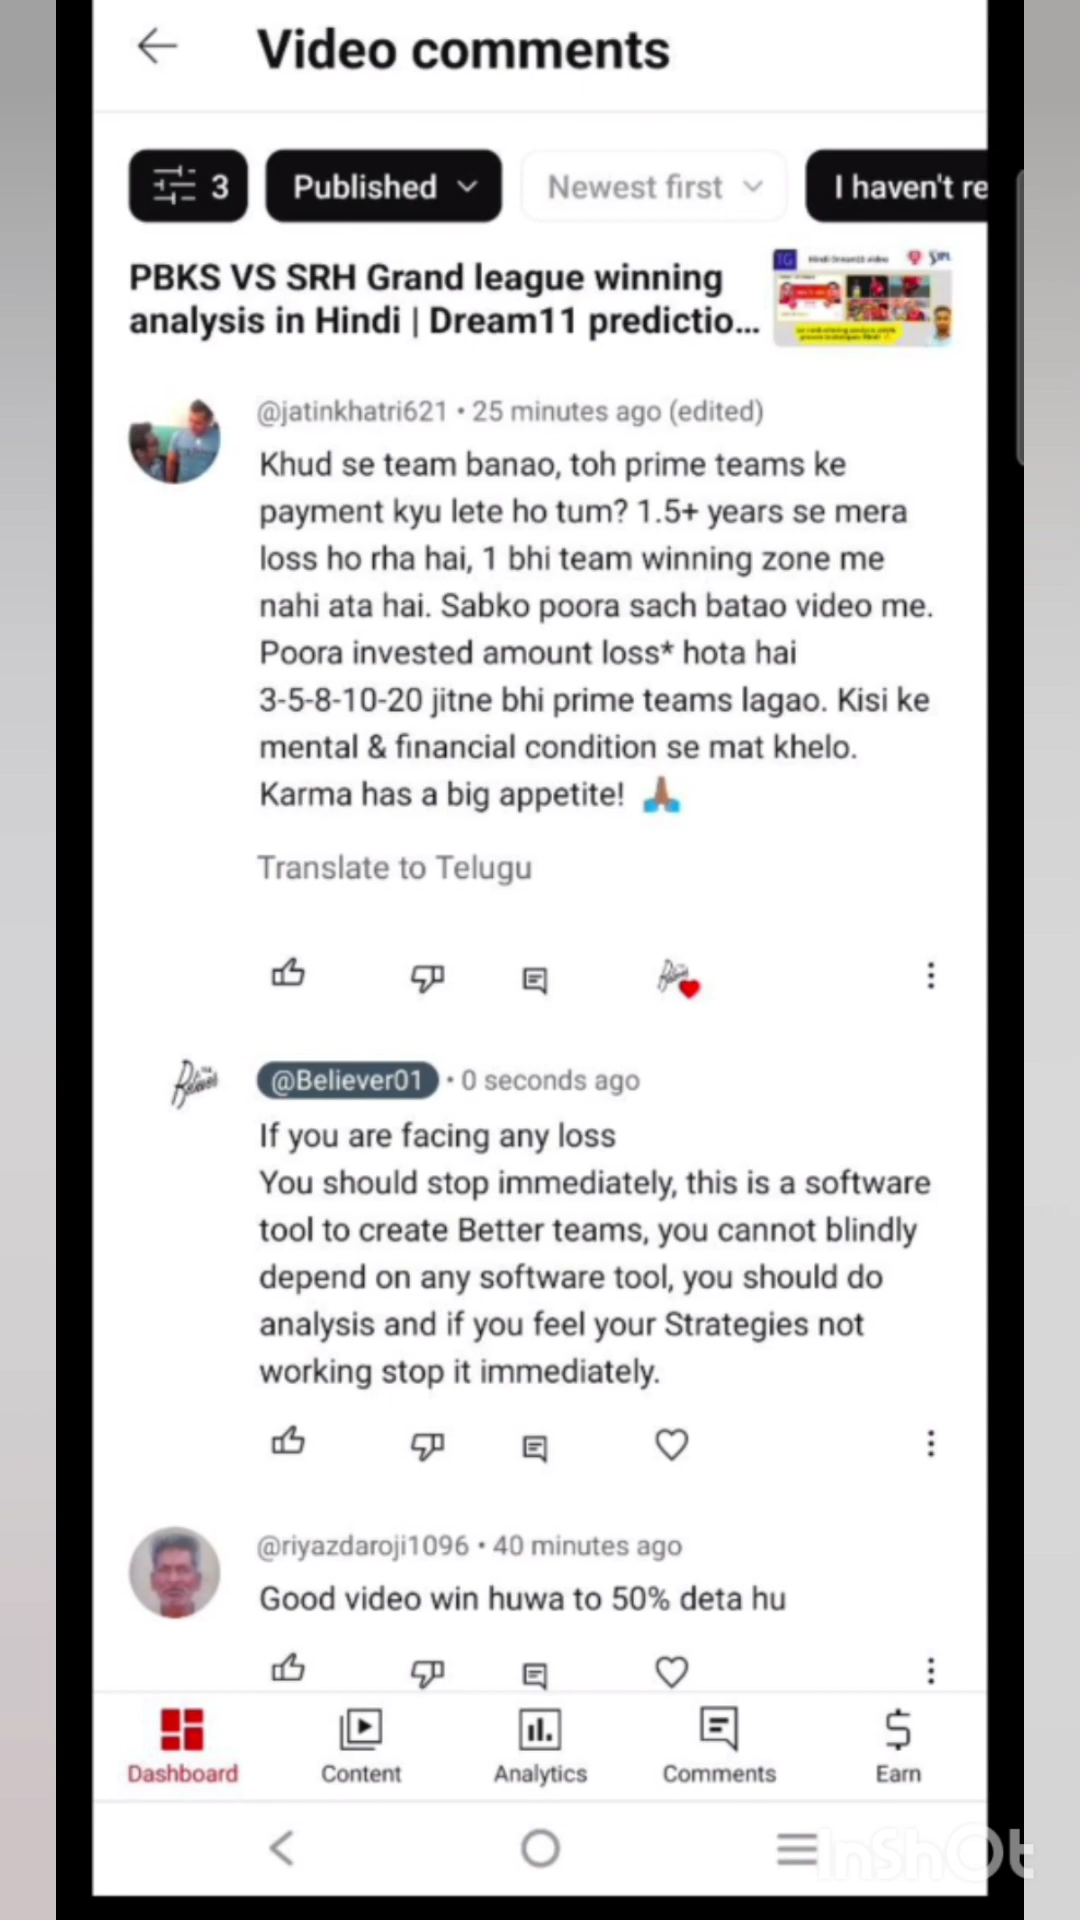 Video comments
3
Published
Newest first
I haven't re
PBKS VS SRH Grand league winning
analysis in Hindi | Dream11 predictio...
@jatinkhatri621 • 25 minutes ago (edited)
Khud se team banao, toh prime teams ke
payment kyu lete ho tum? 1.5+ years se mera
loss ho rha hai, 1 bhi team winning zone me
nahi ata hai. Sabko poora sach batao video me.
Poora invested amount loss* hota hai
3-5-8-10-20 jitne bhi prime teams lagao. Kisi ke
mental & financial condition se mat khelo.
Karma has a big appetite! 🙏
Translate to Telugu
@Believer01 • 0 seconds ago
If you are facing any loss
You should stop immediately, this is a software
tool to create Better teams, you cannot blindly
depend on any software tool, you should do
analysis and if you feel your Strategies not
working stop it immediately.
@riyazdaroji1096 • 40 minutes ago
Good video win huwa to 50% deta hu
Dashboard
Content
Analytics
Comments
Earn
InShOt